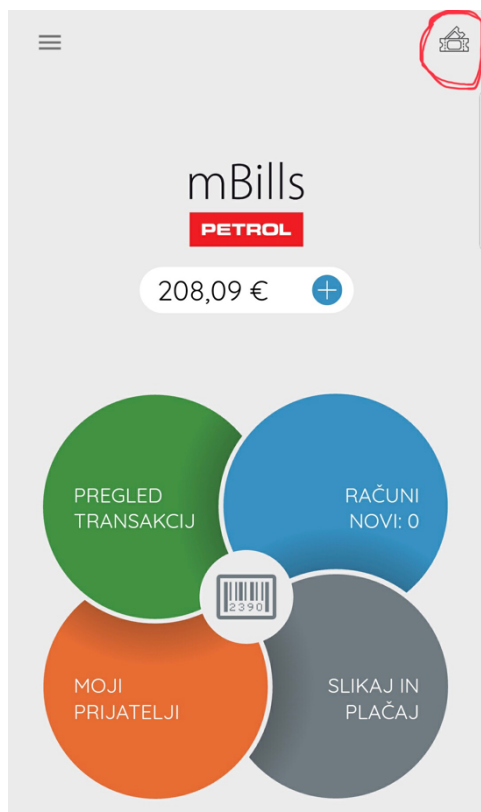 mBills
PETROL
208,09 €
PREGLED
TRANSAKCIJ
RAČUNI
NOVI: 0
2390
MOJI
PRIJATELJI
SLIKAJ IN
PLAČAJ